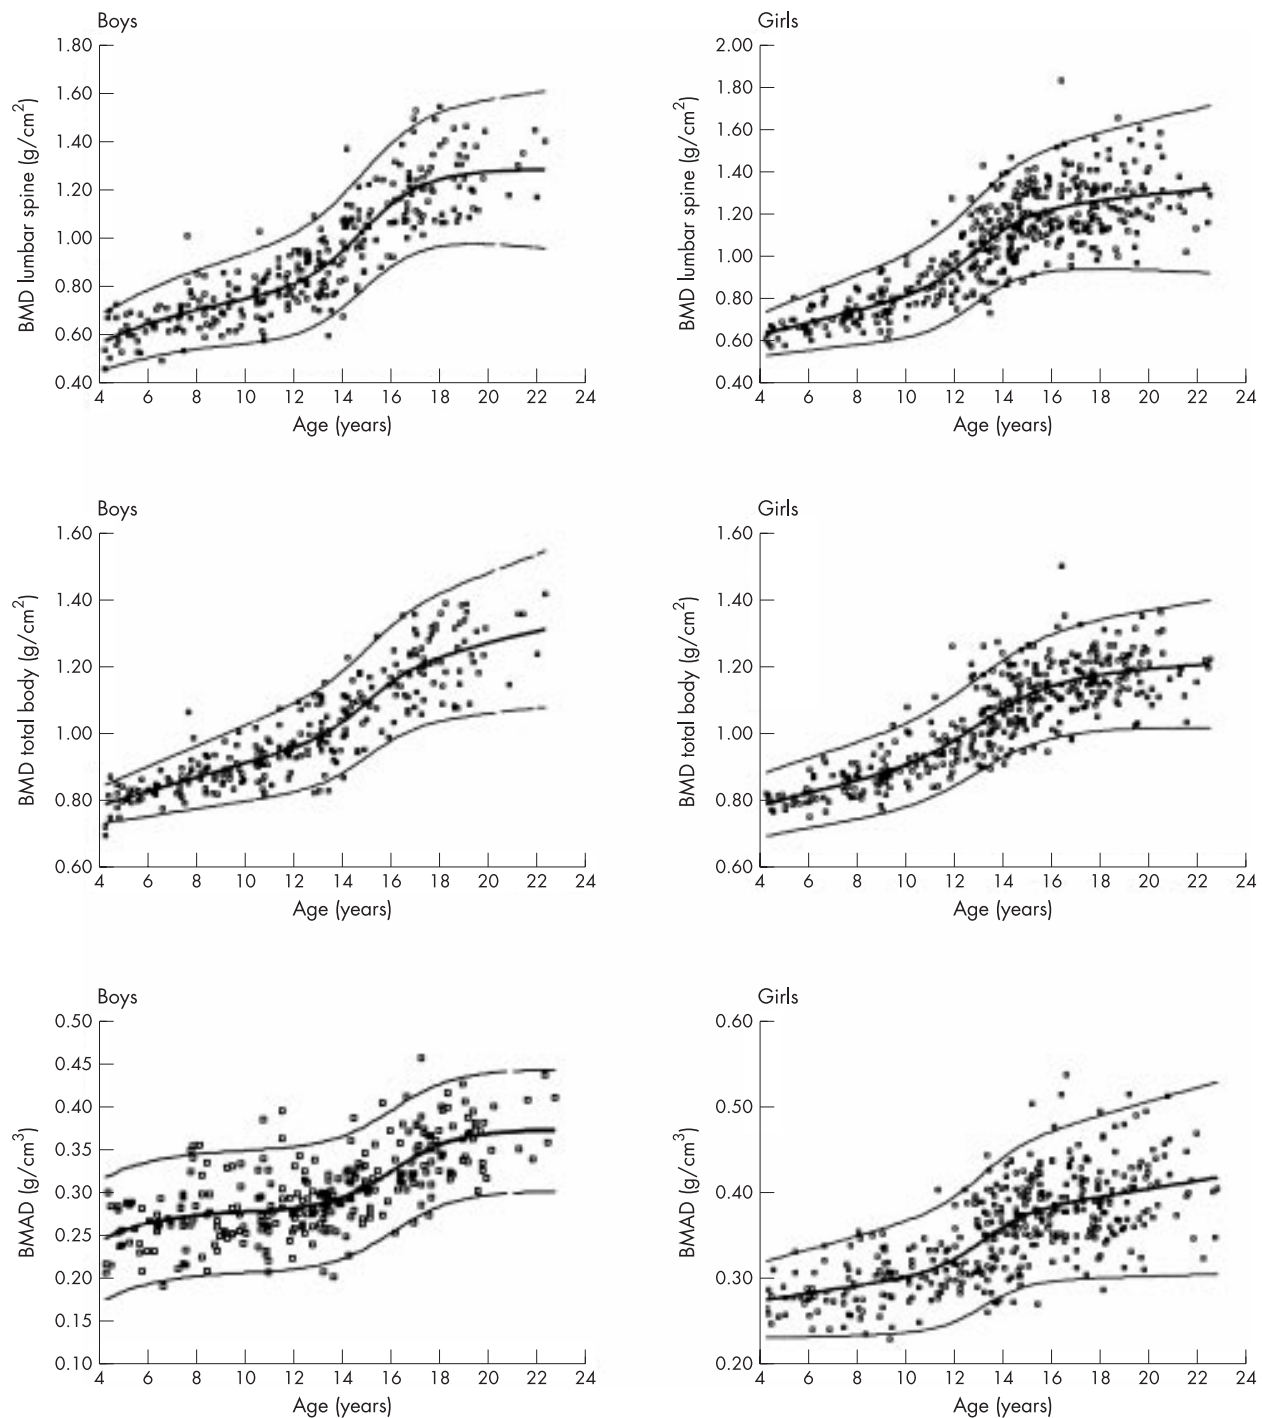 Boys
1.80
1.60
1.40
1.20
1.00
0.80
0.60
0.40
BMD lumbar spine (g/cm²)
4 6 8 10 12 14 16 18 20 22 24
Age (years)
Girls
2.00
1.80
1.60
1.40
1.20
1.00
0.80
0.60
0.40
BMD lumbar spine (g/cm²)
4 6 8 10 12 14 16 18 20 22 24
Age (years)
Boys
1.60
1.40
1.20
1.00
0.80
0.60
BMD total body (g/cm²)
4 6 8 10 12 14 16 18 20 22 24
Age (years)
Girls
1.60
1.40
1.20
1.00
0.80
0.60
BMD total body (g/cm²)
4 6 8 10 12 14 16 18 20 22 24
Age (years)
Boys
0.50
0.45
0.40
0.35
0.30
0.25
0.20
0.15
0.10
BMAD (g/cm³)
4 6 8 10 12 14 16 18 20 22 24
Age (years)
Girls
0.60
0.50
0.40
0.30
0.20
BMAD (g/cm³)
4 6 8 10 12 14 16 18 20 22 24
Age (years)